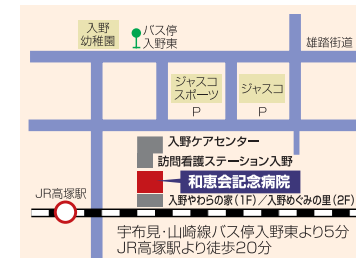 入野
幼稚園
バス停
入野東
雄踏街道
ジャスコ
スポーツ
P
ジャスコ
P
入野ケアセンター
訪問看護ステーション入野
和恵会記念病院
JR高塚駅
入野やわらの家(1F)/入野めぐみの里(2F)
宇布見・山崎線バス停入野東より5分
JR高塚駅より徒歩20分